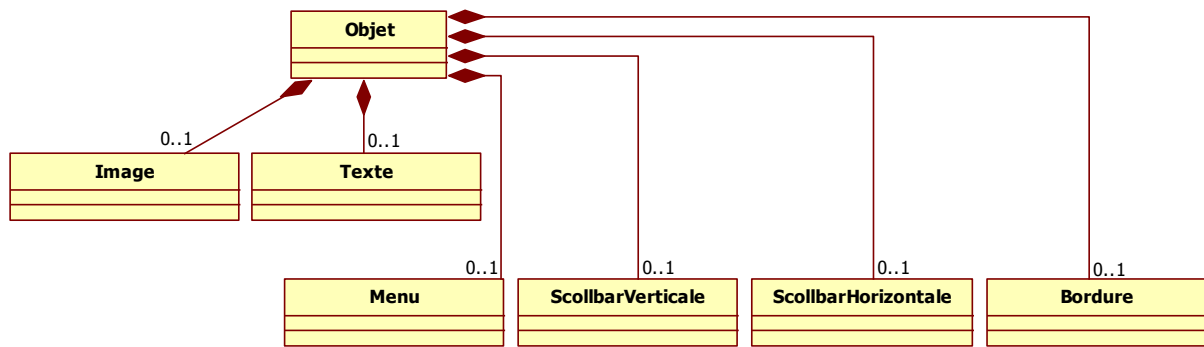 Objet
0..1
0..1
Image
Texte
0..1
0..1
0..1
0..1
Menu
ScollbarVerticale
ScollbarHorizontale
Bordure